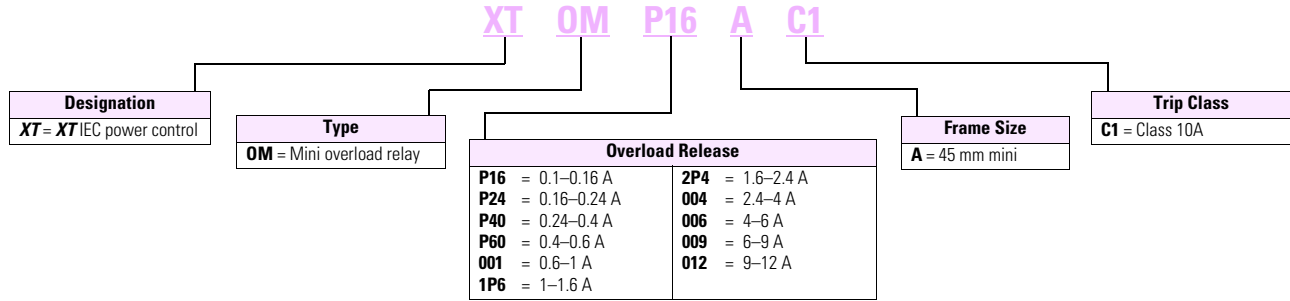 XT OM P16 A C1
Designation
XT = XT IEC power control
Type
OM = Mini overload relay
Overload Release
P16 = 0.1–0.16 A
P24 = 0.16–0.24 A
P40 = 0.24–0.4 A
P60 = 0.4–0.6 A
001 = 0.6–1 A
1P6 = 1–1.6 A
2P4 = 1.6–2.4 A
004 = 2.4–4 A
006 = 4–6 A
009 = 6–9 A
012 = 9–12 A
Frame Size
A = 45 mm mini
Trip Class
C1 = Class 10A